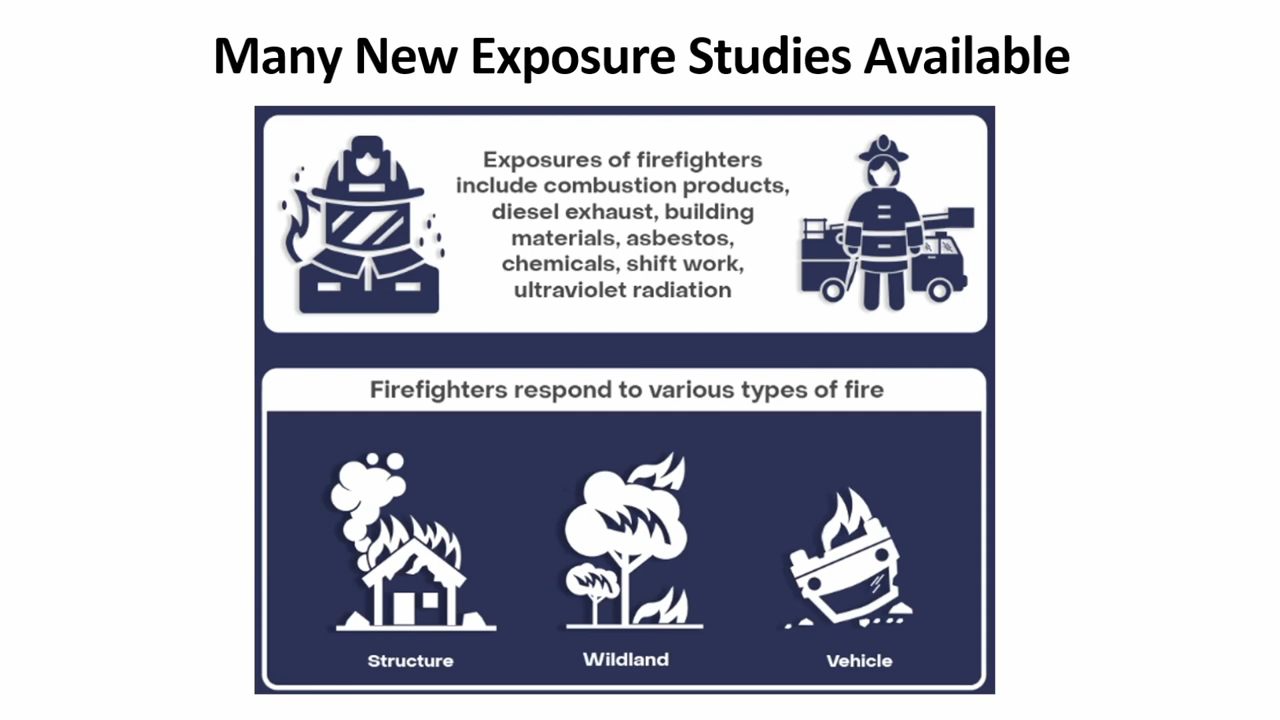 Many New Exposure Studies Available
Exposures of firefighters
include combustion products,
diesel exhaust, building
materials, asbestos,
chemicals, shift work,
ultraviolet radiation
Firefighters respond to various types of fire
Structure
Wildland
Vehicle